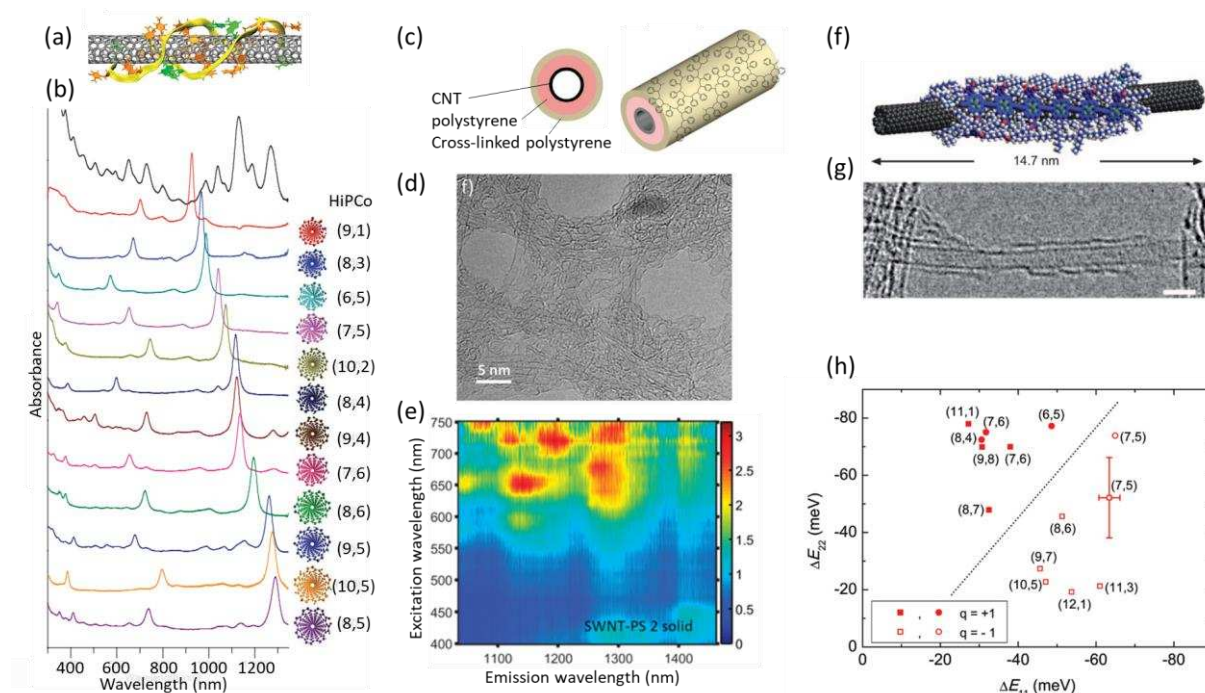 (a)
(b)
Absorbance
HiPCo
(9,1)
(8,3)
(6,5)
(7,5)
(10,2)
(8,4)
(9,4)
(7,6)
(8,6)
(9,5)
(10,5)
(8,5)
400
600
800
1000
1200
Wavelength (nm)
(c)
CNT
polystyrene
Cross-linked polystyrene
(d)
f)
5 nm
(e)
Excitation wavelength (nm)
750
700
650
600
550
500
450
400
3
2.5
2
1.5
1
0.5
0
SWNT-PS 2 solid
1100
1200
1300
1400
Emission wavelength (nm)
(f)
14.7 nm
(g)
(h)
ΔE22 (meV)
-80
-60
-40
-20
0
(11,1)
(7,6)
(6,5)
(8,4)
(9,8)
(7,6)
(7,5)
(7,5)
(8,7)
(8,6)
(9,7)
(10,5)
(12,1)
(11,3)
, q = +1
, q = - 1
0
-20
-40
-60
-80
(meV)